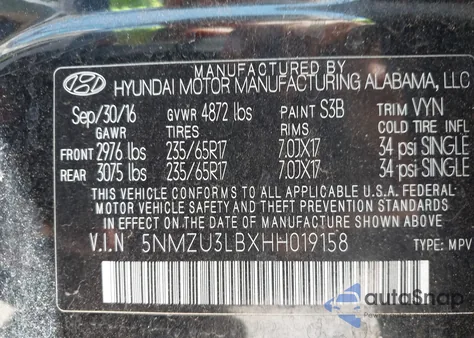 MANUFACTURED BY
HYUNDAI MOTOR MANUFACTURING ALABAMA, LLC
Sep/30/16 GVWR 4872 lbs PAINT S3B TRIM VYN
GAWR TIRES RIMS COLD TIRE INFL
FRONT 2976 lbs 235/65R17 7.0JX17 34 psi SINGLE
REAR 3075 lbs 235/65R17 7.0JX17 34 psi SINGLE
THIS VEHICLE CONFORMS TO ALL APPLICABLE U.S.A. FEDERAL
MOTOR VEHICLE SAFETY AND THEFT PREVENTION STANDARDS
IN EFFECT ON THE DATE OF MANUFACTURE SHOWN ABOVE.
V.I.N 5NMZU3LBXHH019158 TYPE: MPV
autoSnap